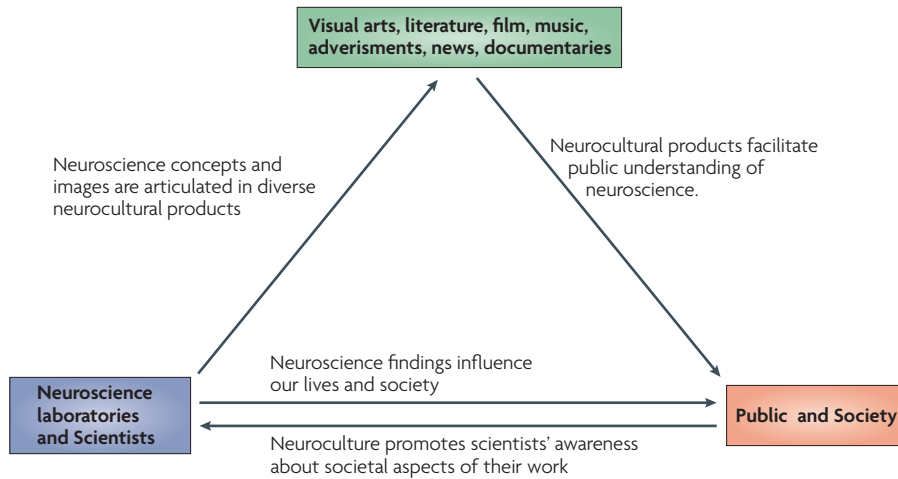 Visual arts, literature, film, music,
adverisments, news, documentaries
Neuroscience concepts and
images are articulated in diverse
neurocultural products
Neurocultural products facilitate
public understanding of
neuroscience.
Neuroscience findings influence
our lives and society
Neuroscience
laboratories
and Scientists
Public and Society
Neuroculture promotes scientists’ awareness
about societal aspects of their work